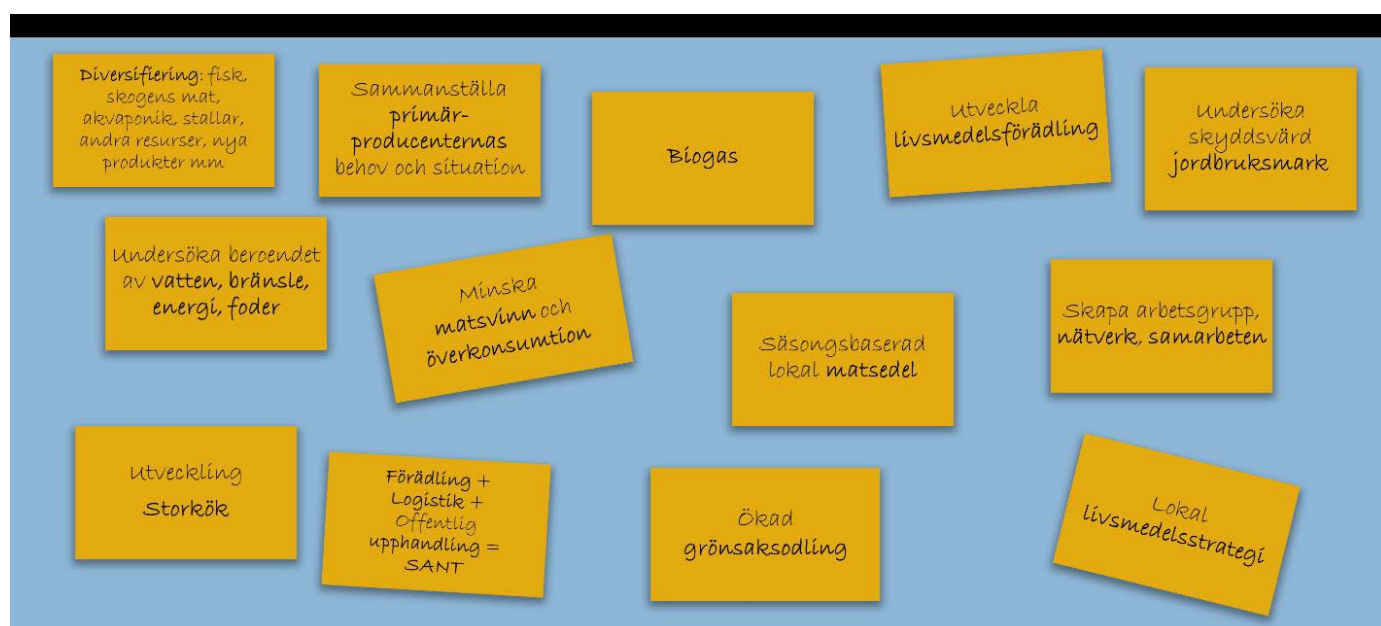 Diversifiering: fisk,
skogens mat,
akvaponik, stallar,
andra resurser, nya
produkter mm
Sammanställa
primär-
producenternas
behov och situation
Biogas
Utveckla
livsmedelsförädling
Undersöka
skyddsvärd
jordbruksmark
Undersöka beroendet
av vatten, bränsle,
energi, foder
Minska
matsvinn och
överkonsumtion
Säsongsbaserad
lokal matsedel
Skapa arbetsgrupp,
nätverk, samarbeten
Utveckling
Storkök
Förädling +
Logistik +
Offentlig
upphandling =
SANT
Ökad
grönsaksodling
Lokal
livsmedelsstrategi